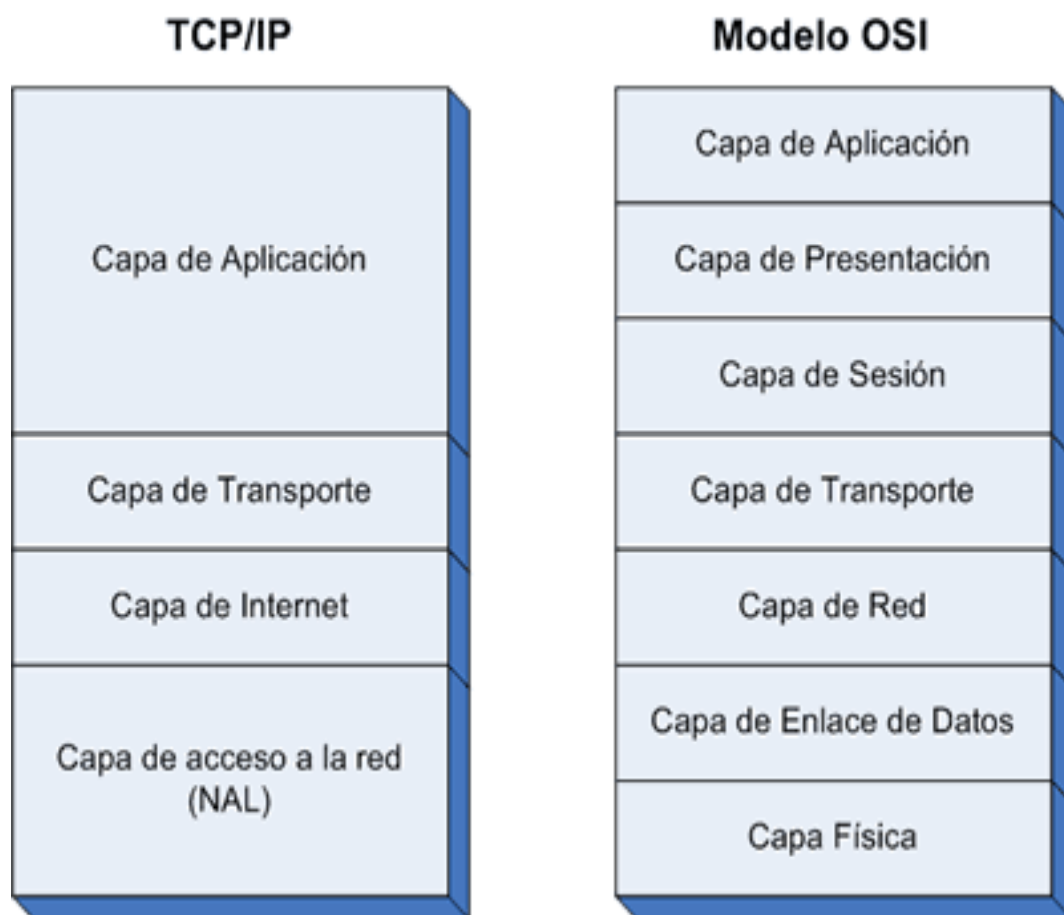 TCP/IP
Capa de Aplicación
Capa de Transporte
Capa de Internet
Capa de acceso a la red
(NAL)
Modelo OSI
Capa de Aplicación
Capa de Presentación
Capa de Sesión
Capa de Transporte
Capa de Red
Capa de Enlace de Datos
Capa Física